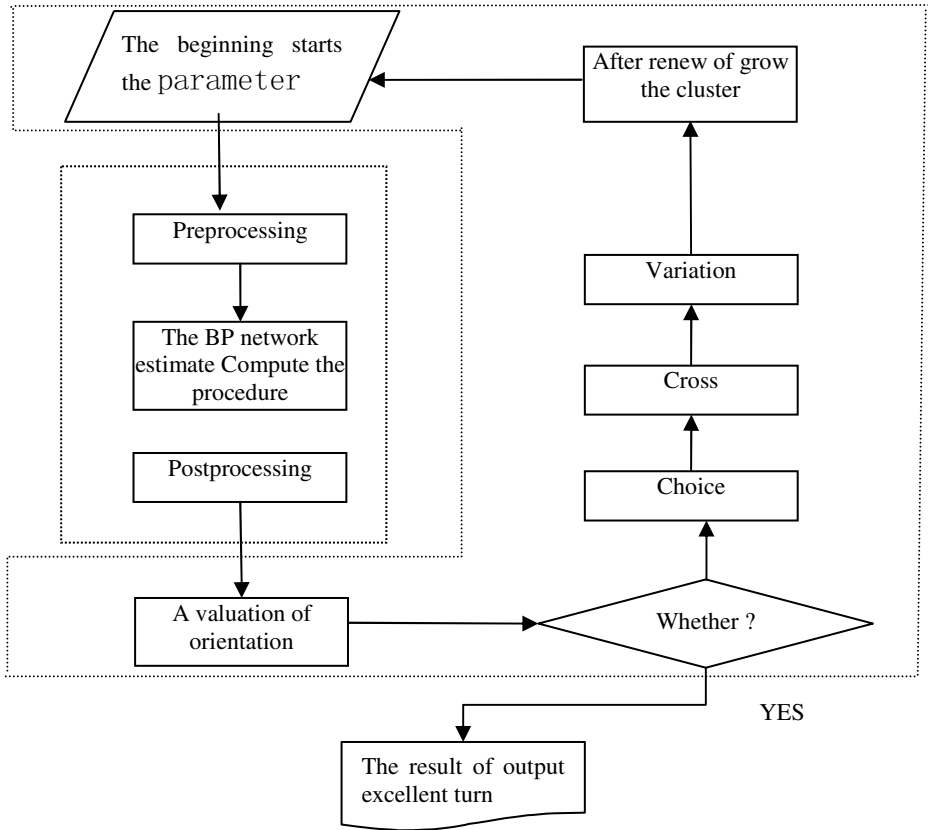 The beginning starts
the parameter
After renew of grow
the cluster
Preprocessing
Variation
The BP network
estimate Compute the
procedure
Cross
Postprocessing
Choice
A valuation of
orientation
Whether ?
YES
The result of output
excellent turn